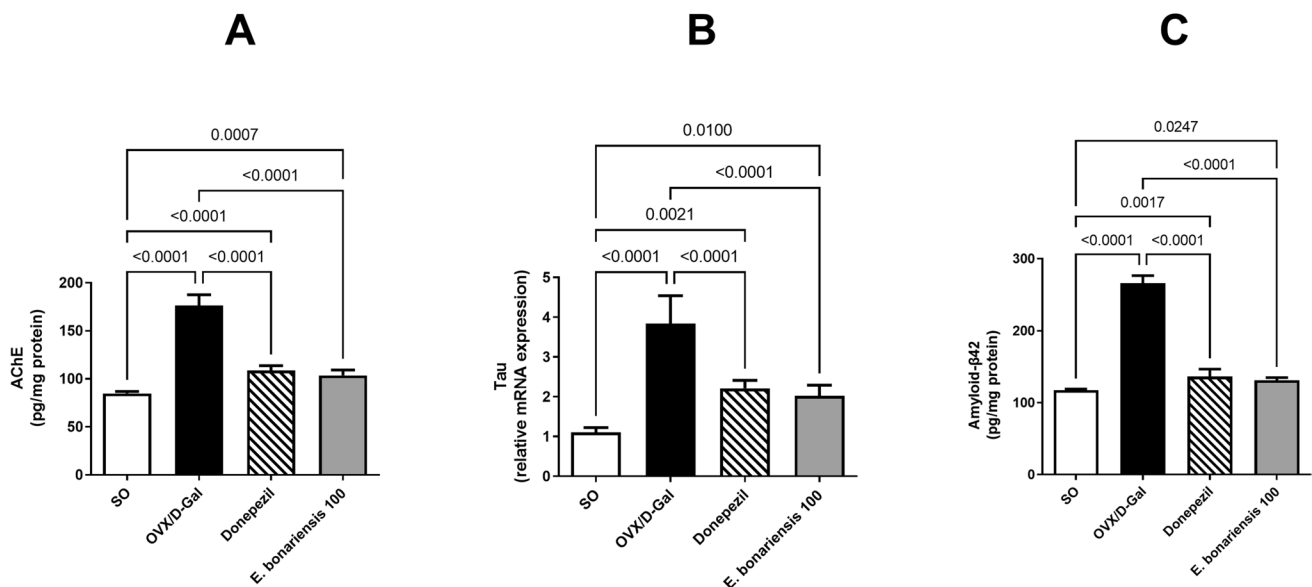 A
0.0007
<0.0001
<0.0001
<0.0001
<0.0001
200
150
100
50
0
AChE
(pg/mg protein)
SO
OVX/D-Gal
Donepezil
E. bonariensis 100
B
0.0100
<0.0001
0.0021
<0.0001
<0.0001
5
4
3
2
1
0
Tau
(relative mRNA expression)
SO
OVX/D-Gal
Donepezil
E. bonariensis 100
C
0.0247
<0.0001
0.0017
<0.0001
<0.0001
300
200
100
0
Amyloid-β42
(pg/mg protein)
SO
OVX/D-Gal
Donepezil
E. bonariensis 100